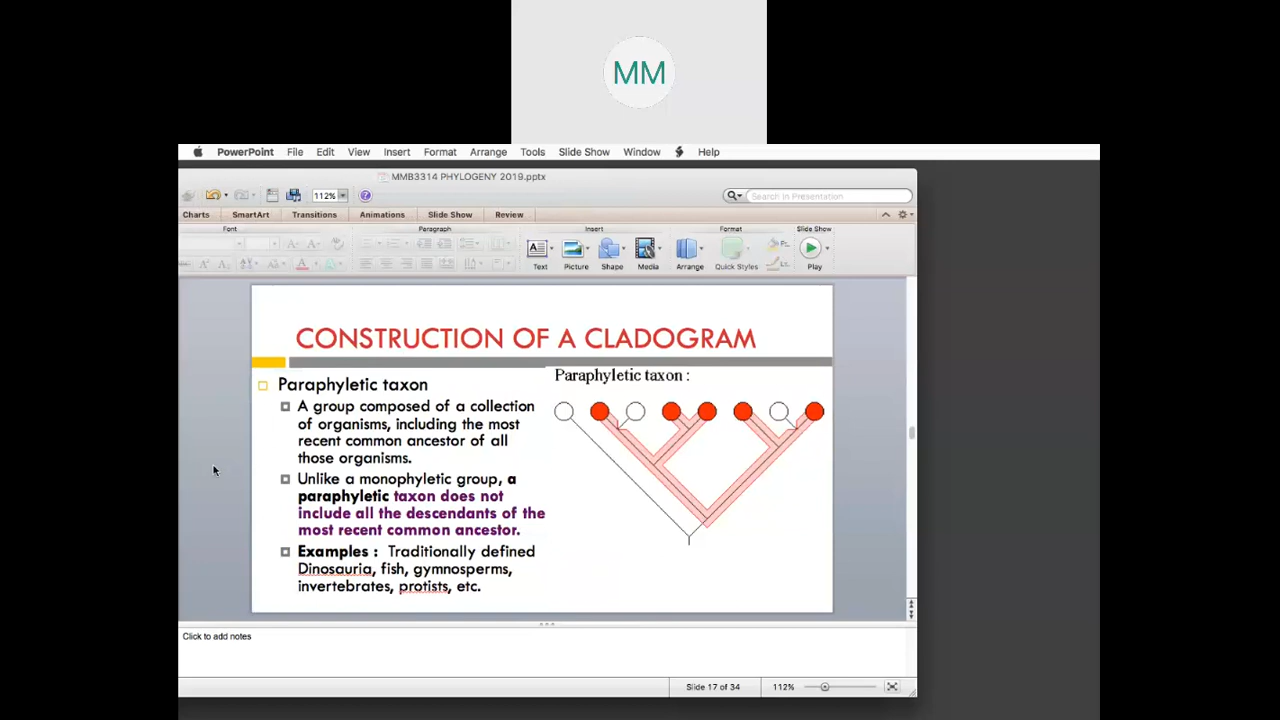 MM
PowerPoint File Edit View Insert Format Arrange Tools Slide Show Window Help
MMB3314 PHYLOGENY 2019.pptx
112%
Search in Presentation
Charts SmartArt Transitions Animations Slide Show Review
Font Paragraph Insert Format Slide Show
Text Picture Shape Media Arrange Quick Styles Play
CONSTRUCTION OF A CLADOGRAM
Paraphyletic taxon
A group composed of a collection
of organisms, including the most
recent common ancestor of all
those organisms.
Unlike a monophyletic group, a
paraphyletic taxon does not
include all the descendants of the
most recent common ancestor.
Examples : Traditionally defined
Dinosauria, fish, gymnosperms,
invertebrates, protists, etc.
Paraphyletic taxon :
Click to add notes
Slide 17 of 34
112%